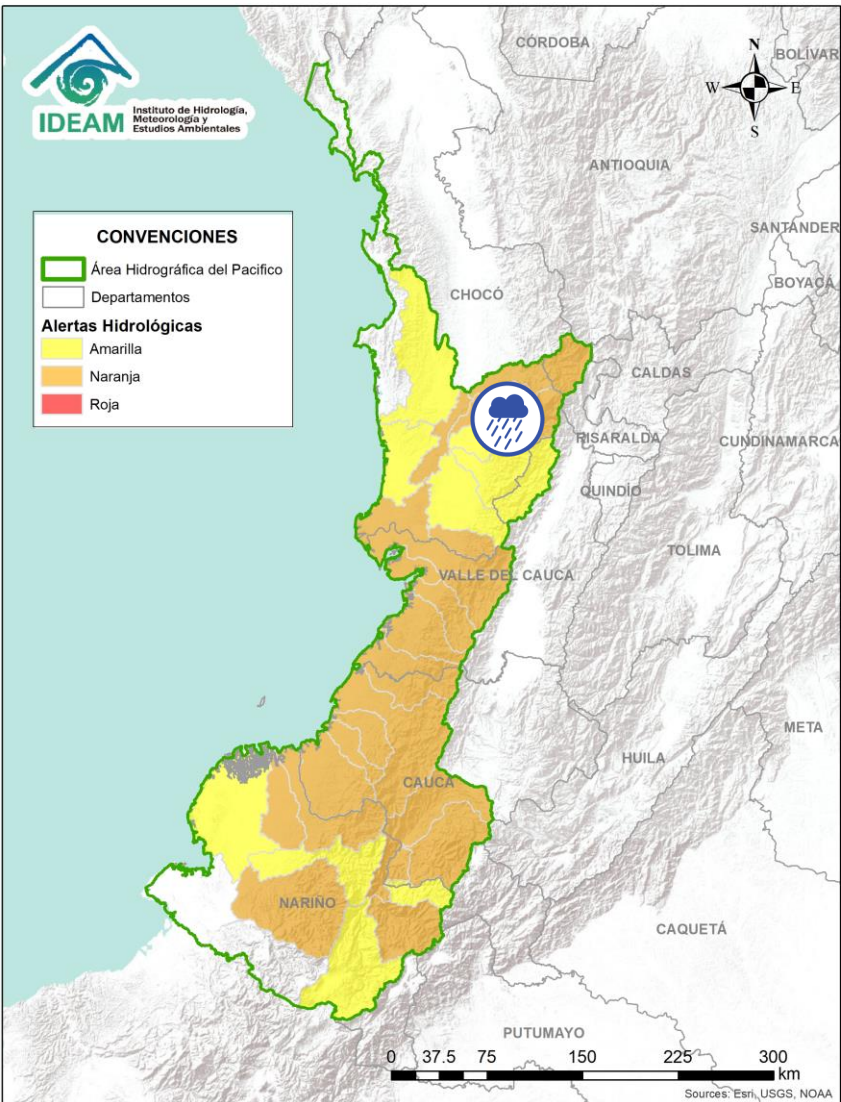 IDEAM
Instituto de Hidrología,
Meteorología y
Estudios Ambientales
N
W
E
S
CÓRDOBA
BOLÍVAR
ANTIOQUIA
SANTANDER
BOYACÁ
CHOCÓ
CALDAS
RISARALDA
CUNDINAMARCA
QUINDÍO
TOLIMA
VALLE DEL CAUCA
META
HUILA
CAUCA
NARIÑO
CAQUETÁ
PUTUMAYO
CONVENCIONES
Área Hidrográfica del Pacifico
Departamentos
Alertas Hidrológicas
Amarilla
Naranja
Roja
0 37.5 75 150 225 300
km
Sources: Esri, USGS, NOAA